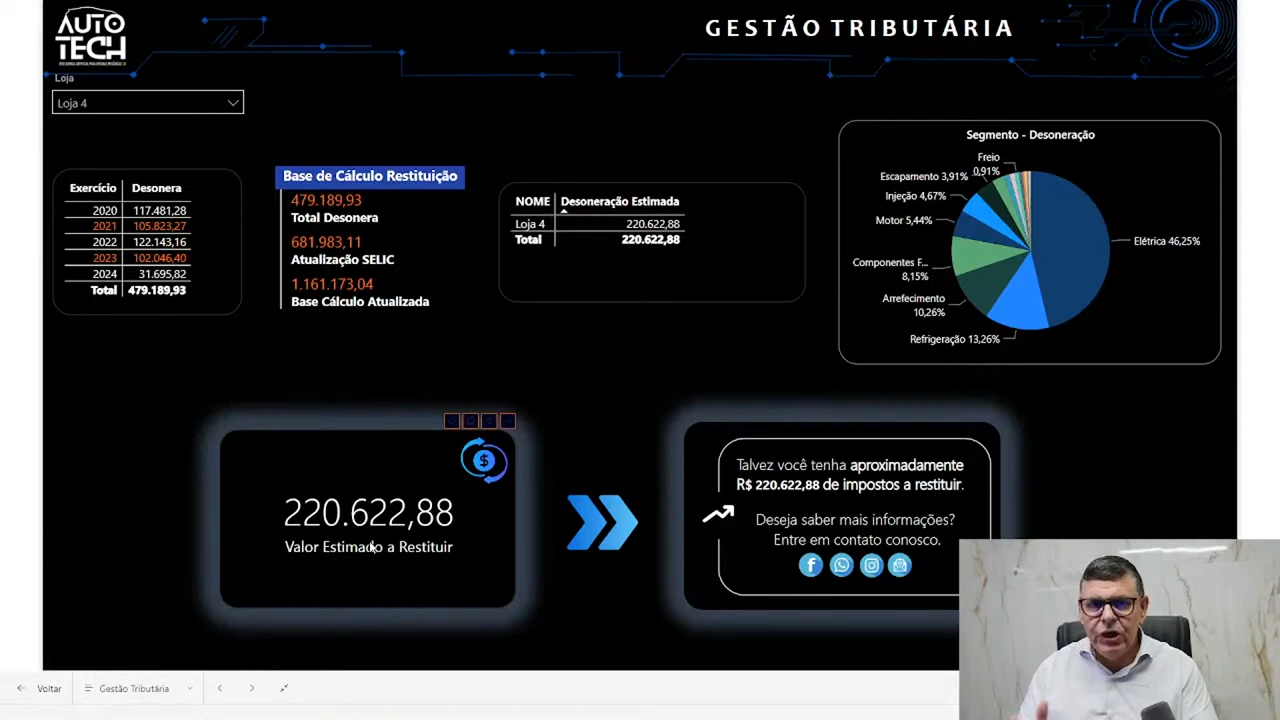 AUTO
TECH
GESTÃO TRIBUTÁRIA
Loja
Loja 4
Exercício Desonera
2020 117.481,28
2021 105.823,27
2022 122.143,16
2023 102.046,40
2024 31.695,82
Total 479.189,93
Base de Cálculo Restituição
479.189,93
Total Desonera
681.983,11
Atualização SELIC
1.161.173,04
Base Cálculo Atualizada
NOME Desoneração Estimada
Loja 4 220.622,88
Total 220.622,88
Segmento - Desoneração
Freio
0,91%
Escapamento 3,91%
Injeção 4,67%
Motor 5,44%
Elétrica 46,25%
Componentes F...
8,15%
Arrefecimento
10,26%
Refrigeração 13,26%
220.622,88
Valor Estimado a Restituir
Talvez você tenha aproximadamente
R$ 220.622,88 de impostos a restituir.
Deseja saber mais informações?
Entre em contato conosco.
Voltar
Gestão Tributária